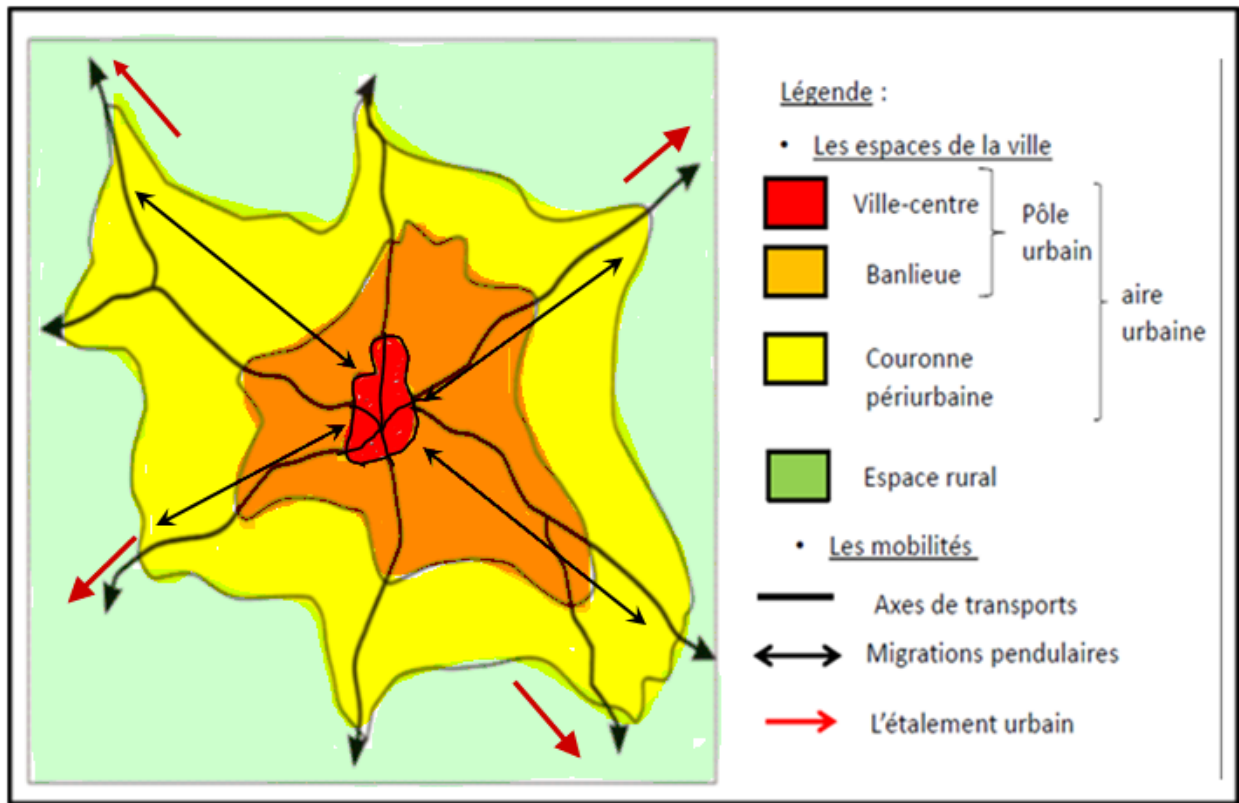 Légende :
• Les espaces de la ville
Ville-centre
Banlieue
Pôle
urbain
Couronne
périurbaine
aire
urbaine
Espace rural
• Les mobilités
Axes de transports
Migrations pendulaires
L'étalement urbain